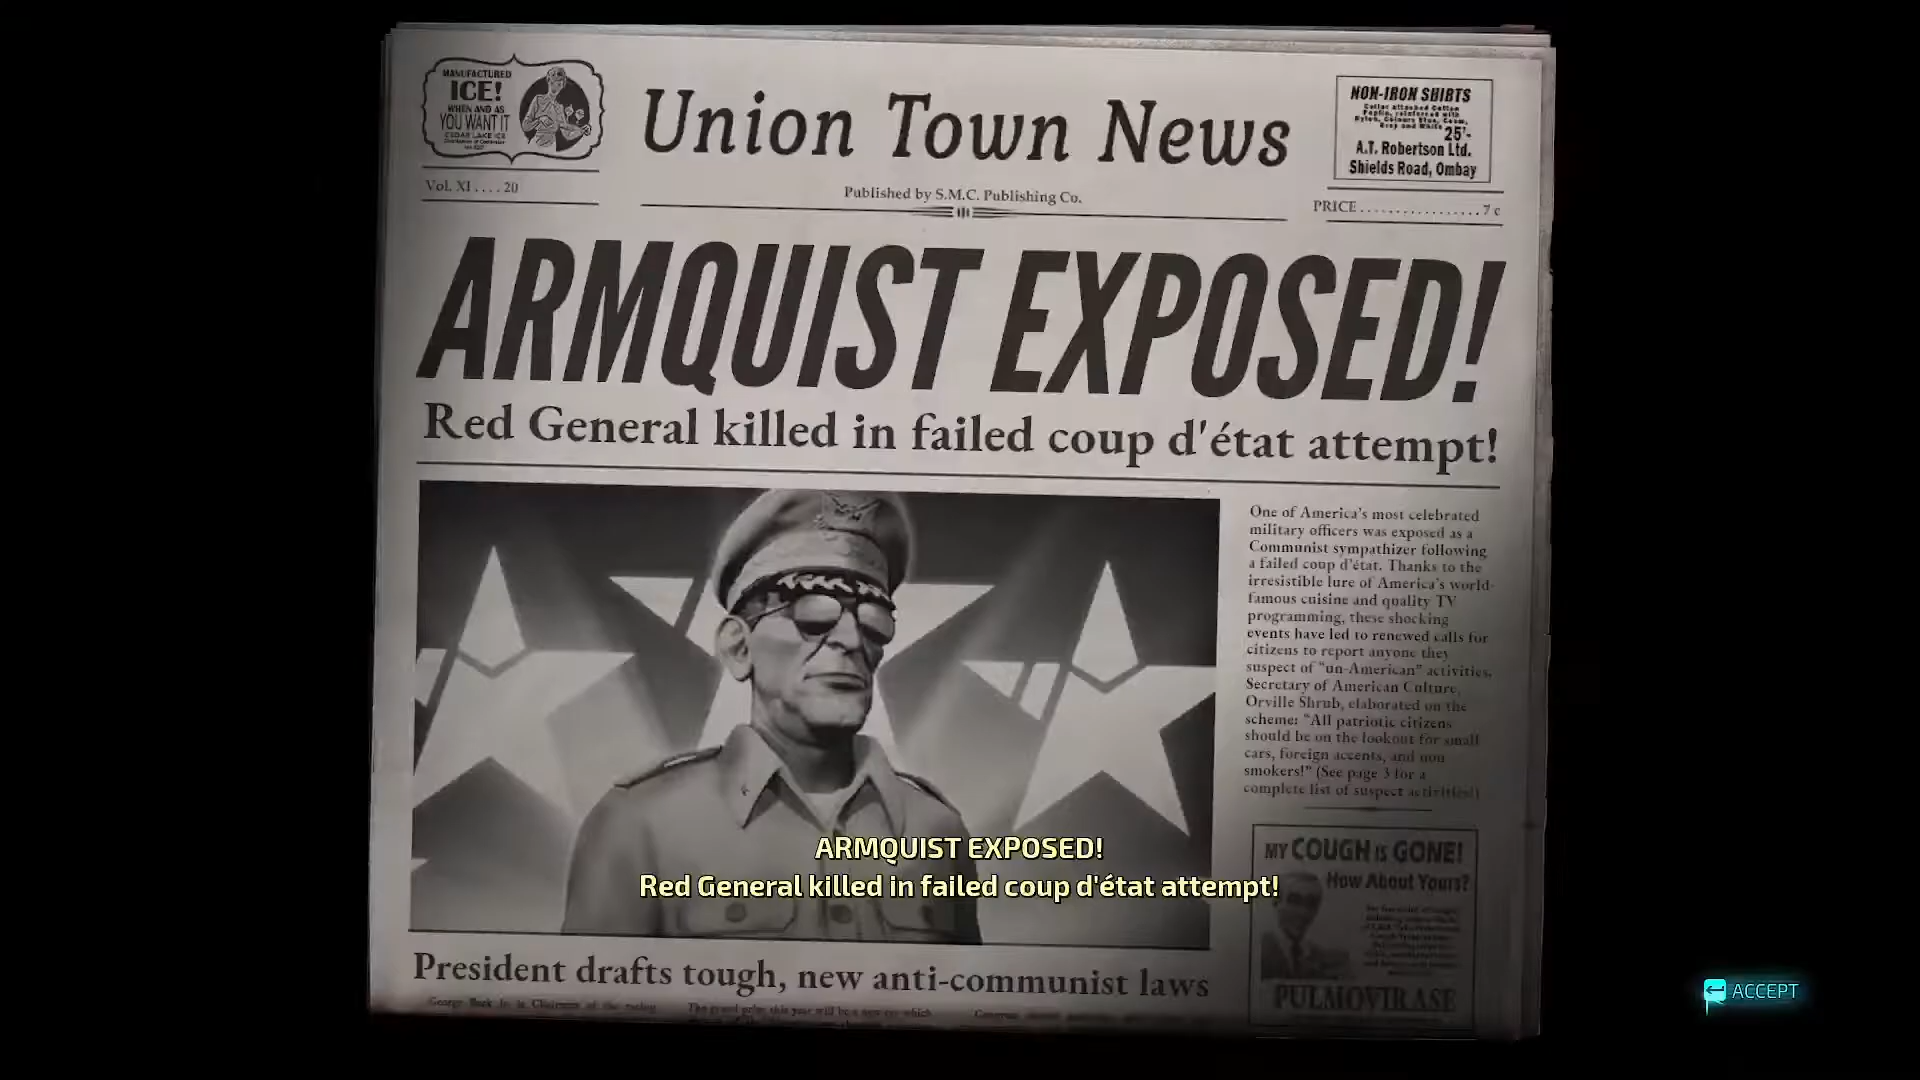 MANUFACTURED
ICE!
WHEN AND AS
YOU WANT IT
CEDAR LAKE ICE
Union Town News
NON-IRON SHIRTS
25'-
A.T. Robertson Ltd.
Shields Road, Ombay
Vol. XI .... 20
Published by S.M.C. Publishing Co.
PRICE ................. 7 c
ARMQUIST EXPOSED!
Red General killed in failed coup d'état attempt!
One of America's most celebrated
military officers was exposed as a
Communist sympathizer following
a failed coup d'état. Thanks to the
irresistible lure of America's world-
famous cuisine and quality TV
programming, these shocking
events have led to renewed calls for
citizens to report anyone they
suspect of "un-American" activities.
Secretary of American Culture,
Orville Shrub, elaborated on the
scheme: "All patriotic citizens
should be on the lookout for small
cars, foreign accents, and non
smokers!" (See page 3 for a
complete list of suspect activities!)
MY COUGH IS GONE!
How About Yours?
PULMOVIRASE
ARMQUIST EXPOSED!
Red General killed in failed coup d'état attempt!
President drafts tough, new anti-communist laws
ACCEPT